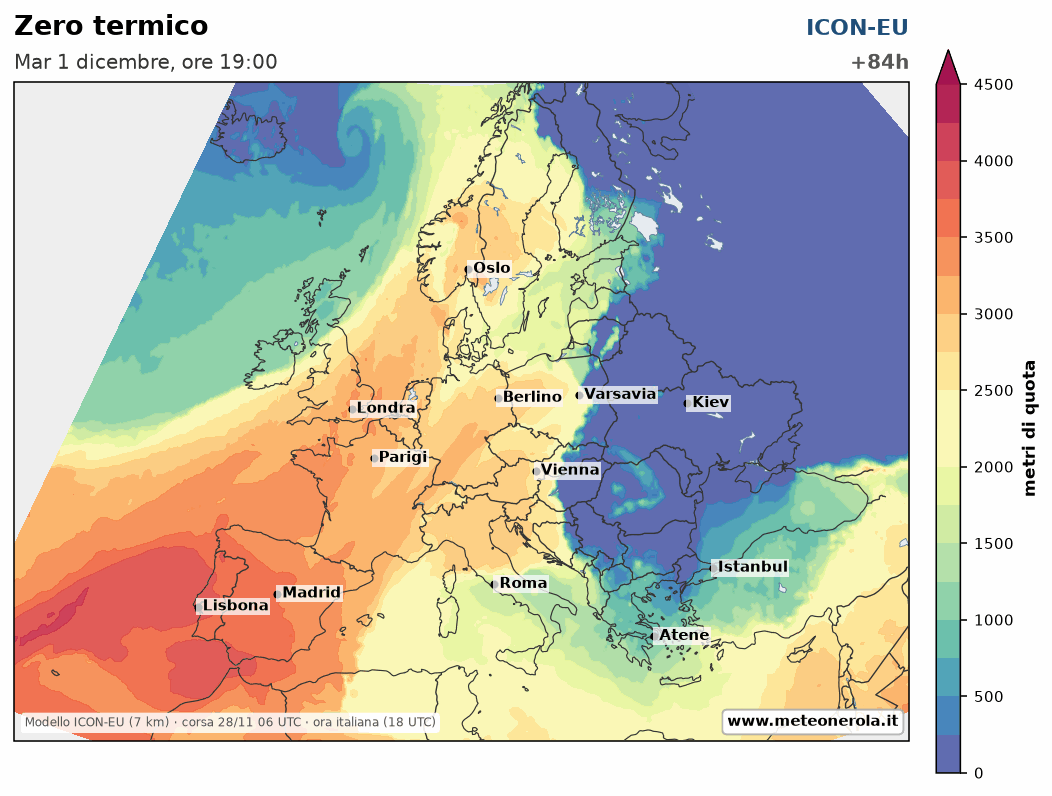 Zero termico
ICON-EU
Mar 1 dicembre, ore 19:00
+84h
4500
4000
3500
3000
2500
2000
1500
1000
500
0
metri di quota
Oslo
Londra
Berlino
Varsavia
Kiev
Parigi
Vienna
Lisbona
Madrid
Roma
Istanbul
Atene
Modello ICON-EU (7 km) · corsa 28/11 06 UTC · ora italiana (18 UTC)
www.meteonerola.it